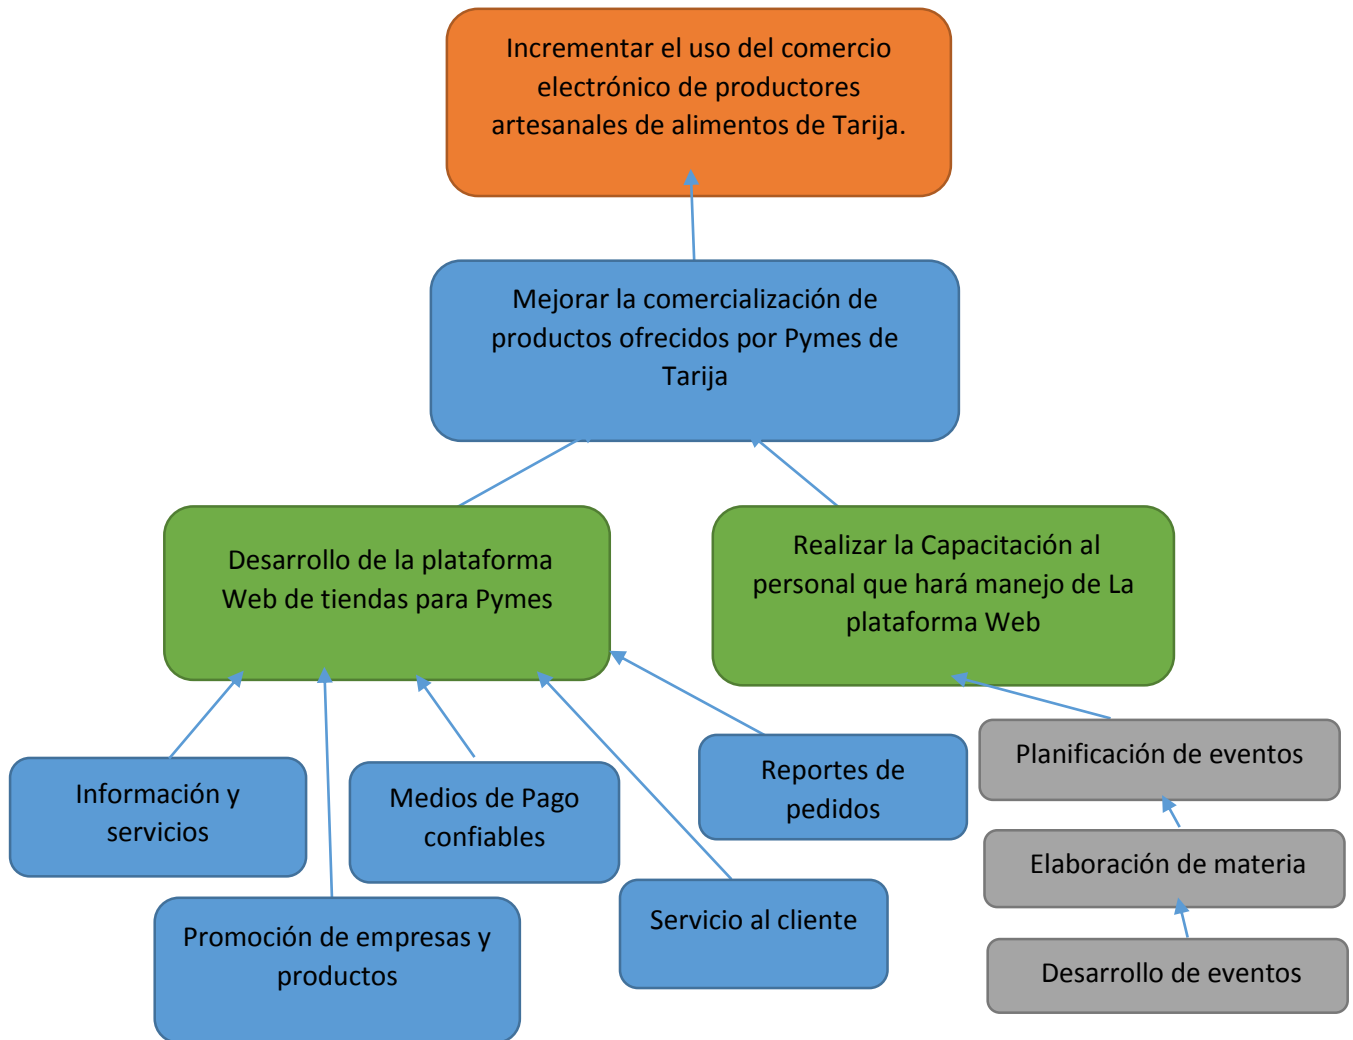 Incrementar el uso del comercio
electrónico de productores
artesanales de alimentos de Tarija.
Mejorar la comercialización de
productos ofrecidos por Pymes de
Tarija
Desarrollo de la plataforma
Web de tiendas para Pymes
Realizar la Capacitación al
personal que hará manejo de La
plataforma Web
Información y
servicios
Medios de Pago
confiables
Reportes de
pedidos
Planificación de eventos
Elaboración de materia
Promoción de empresas y
productos
Servicio al cliente
Desarrollo de eventos